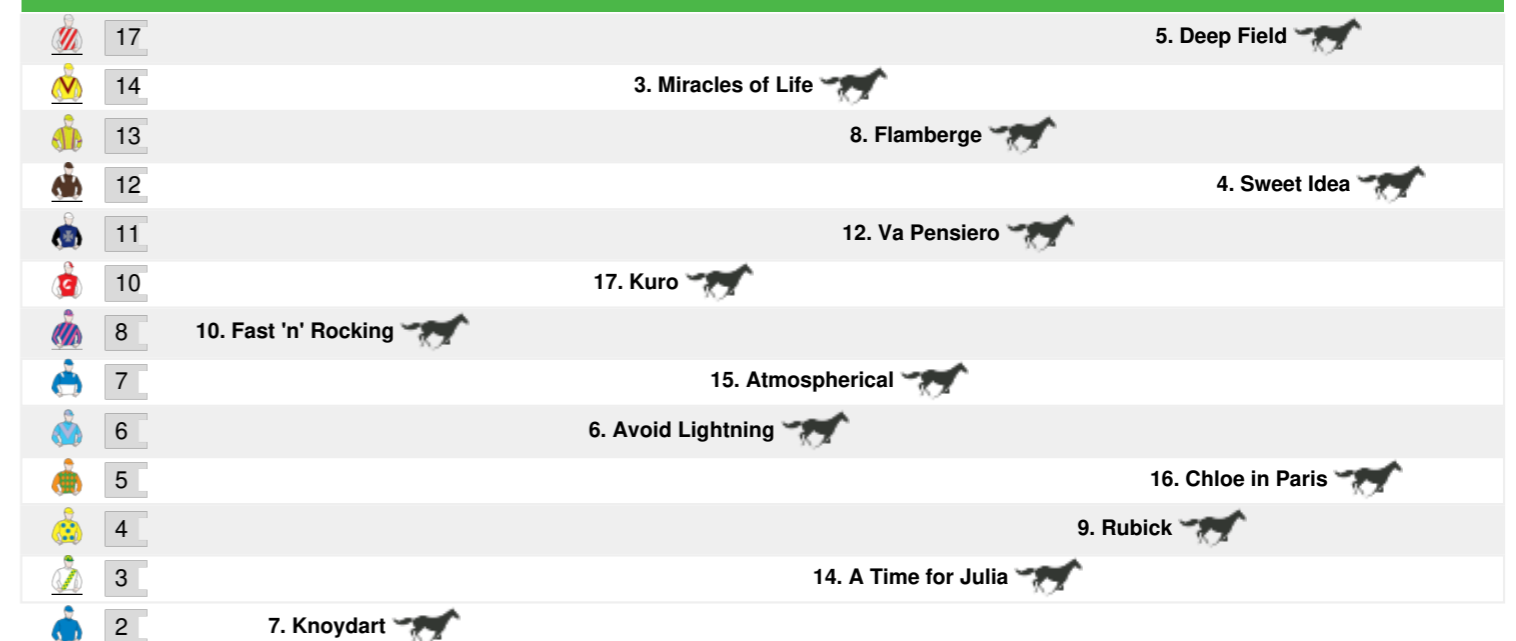 17 5. Deep Field
14 3. Miracles of Life
13 8. Flamberge
12 4. Sweet Idea
11 12. Va Pensiero
10 17. Kuro
8 10. Fast 'n' Rocking
7 15. Atmospherical
6 6. Avoid Lightning
5 16. Chloe in Paris
4 9. Rubick
3 14. A Time for Julia
2 7. Knoydart